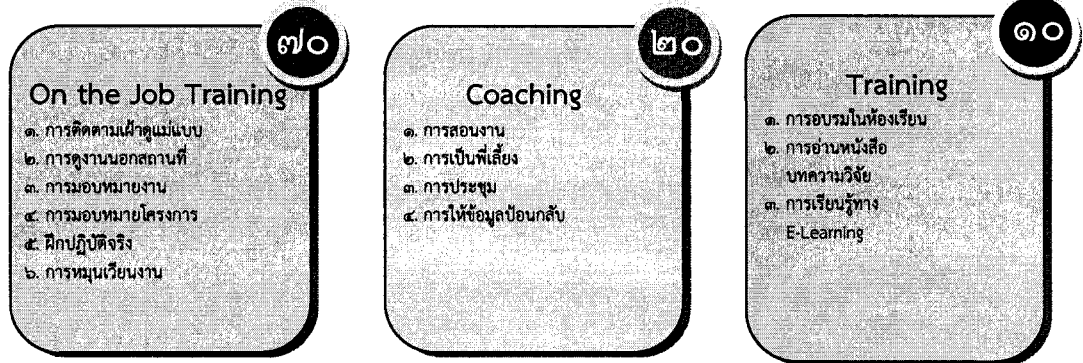 ๗๐
On the Job Training
๑. การติดตามเฝ้าดูแม่แบบ
๒. การดูงานนอกสถานที่
๓. การมอบหมายงาน
๔. การมอบหมายโครงการ
๕. ฝึกปฏิบัติจริง
๖. การหมุนเวียนงาน
๒๐
Coaching
๑. การสอนงาน
๒. การเป็นพี่เลี้ยง
๓. การประชุม
๔. การให้ข้อมูลป้อนกลับ
๑๐
Training
๑. การอบรมในห้องเรียน
๒. การอ่านหนังสือ
บทความวิจัย
๓. การเรียนรู้ทาง
E-Learning